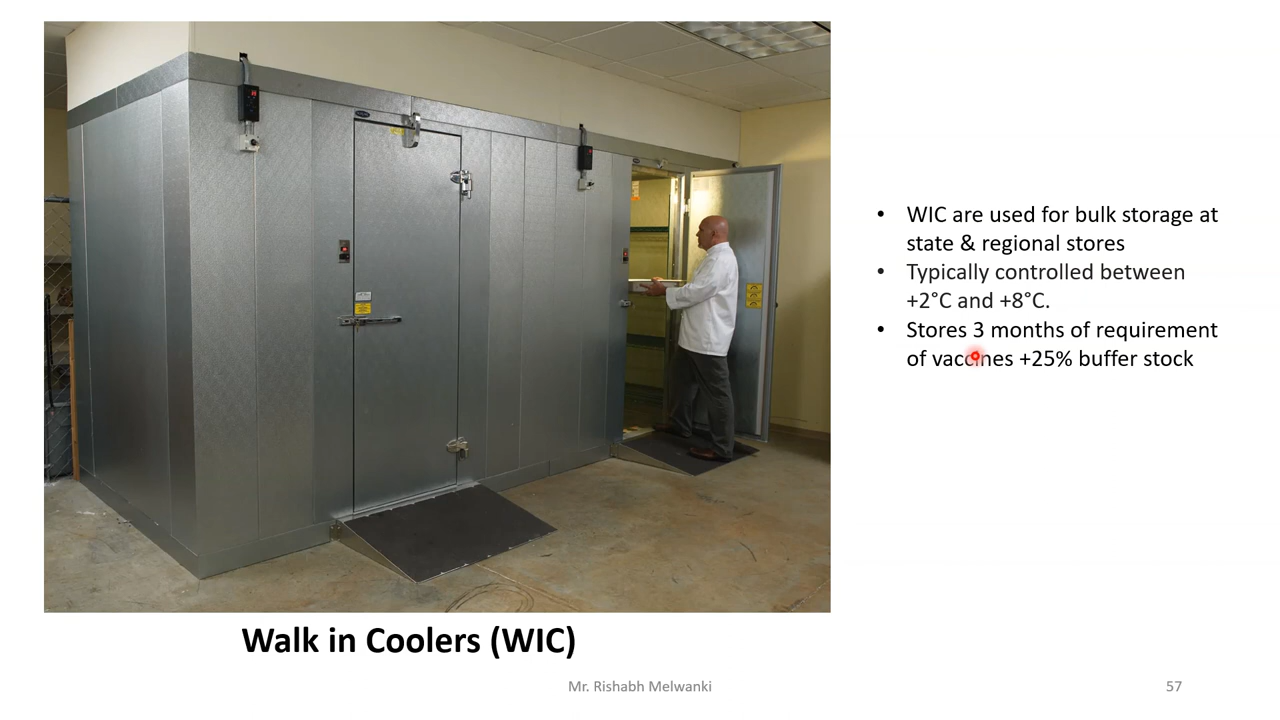 • WIC are used for bulk storage at
state & regional stores
• Typically controlled between
+2°C and +8°C.
• Stores 3 months of requirement
of vaccines +25% buffer stock
Walk in Coolers (WIC)
Mr. Rishabh Melwanki
57